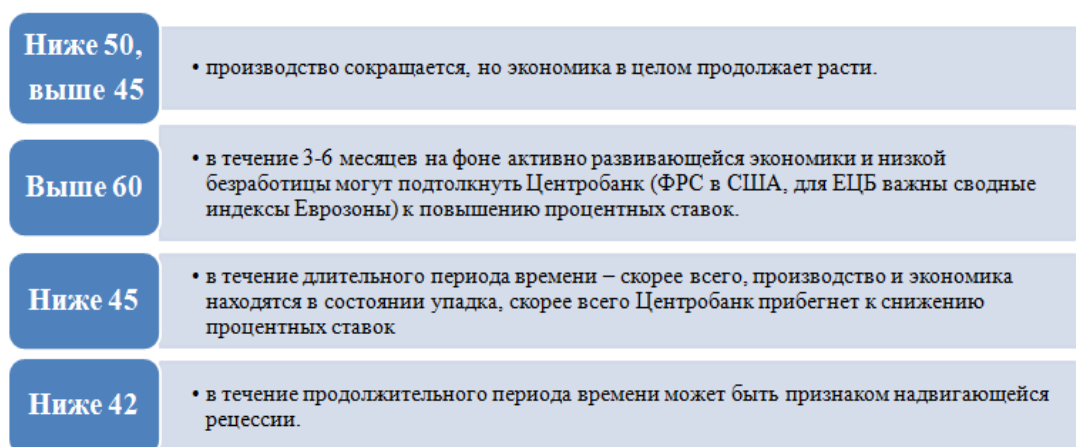 Ниже 50,
выше 45
• производство сокращается, но экономика в целом продолжает расти.
Выше 60
• в течение 3-6 месяцев на фоне активно развивающейся экономики и низкой
безработицы могут подтолкнуть Центробанк (ФРС в США, для ЕЦБ важны сводные
индексы Еврозоны) к повышению процентных ставок.
Ниже 45
• в течение длительного периода времени – скорее всего, производство и экономика
находятся в состоянии упадка, скорее всего Центробанк прибегнет к снижению
процентных ставок
Ниже 42
• в течение продолжительного периода времени может быть признаком надвигающейся
рецессии.